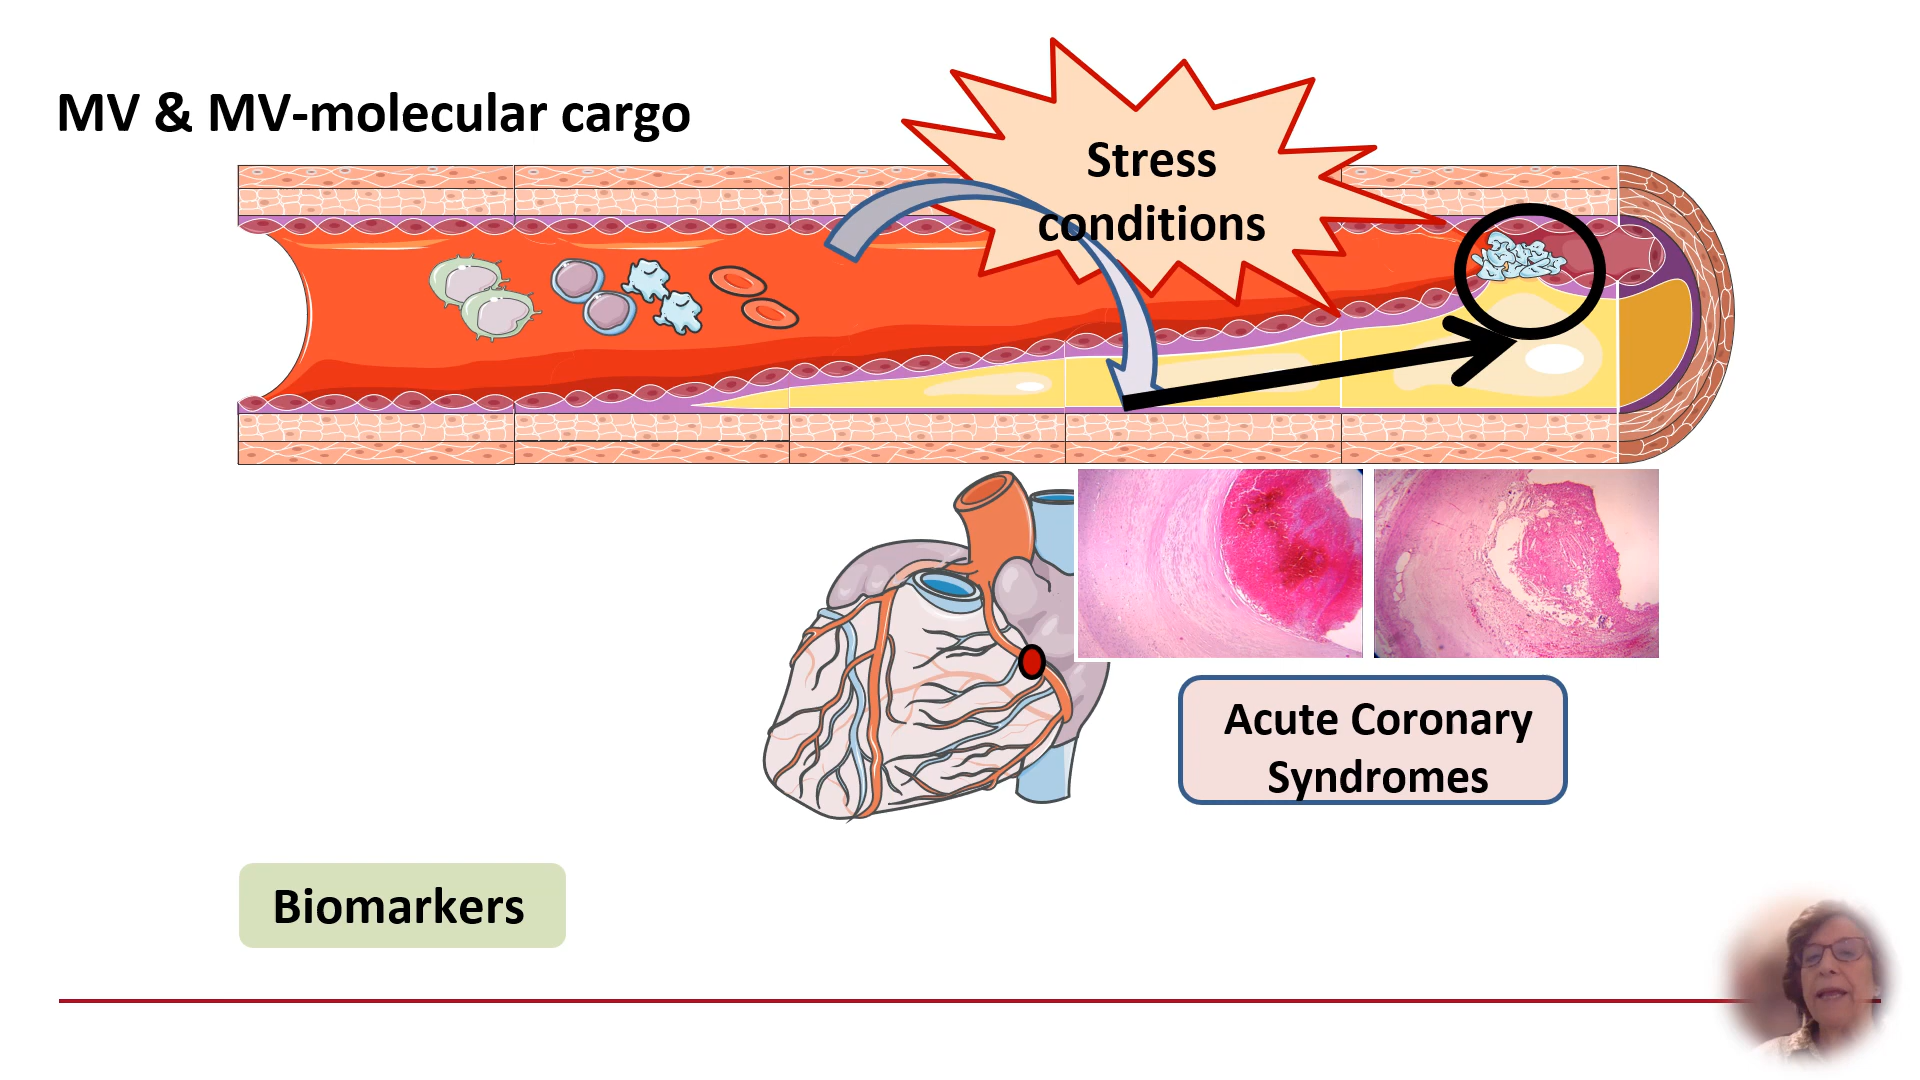 MV & MV-molecular cargo
Stress
conditions
Acute Coronary
Syndromes
Biomarkers